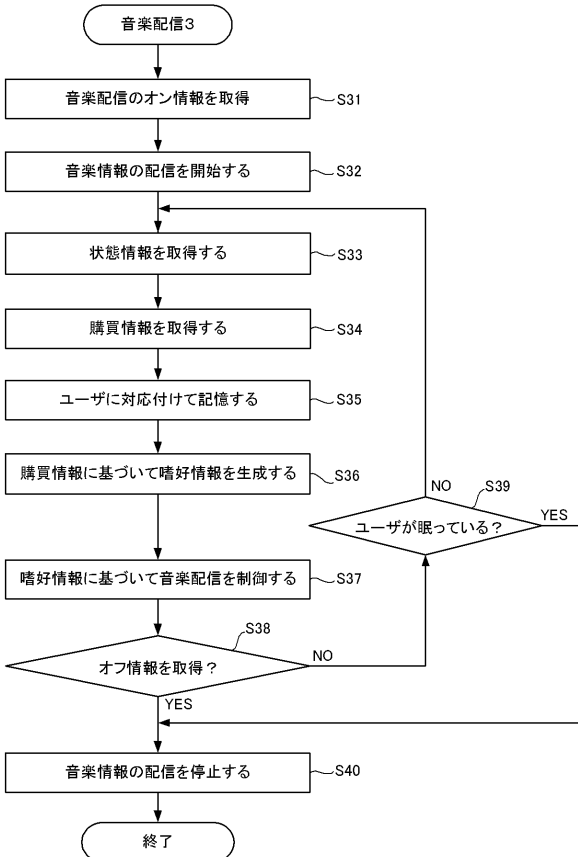 音楽配信3
音楽配信のオン情報を取得
S31
音楽情報の配信を開始する
S32
状態情報を取得する
S33
購買情報を取得する
S34
ユーザに対応付けて記憶する
S35
購買情報に基づいて嗜好情報を生成する
S36
NO
S39
YES
ユーザが眠っている？
嗜好情報に基づいて音楽配信を制御する
S37
S38
オフ情報を取得？
NO
YES
音楽情報の配信を停止する
S40
終了